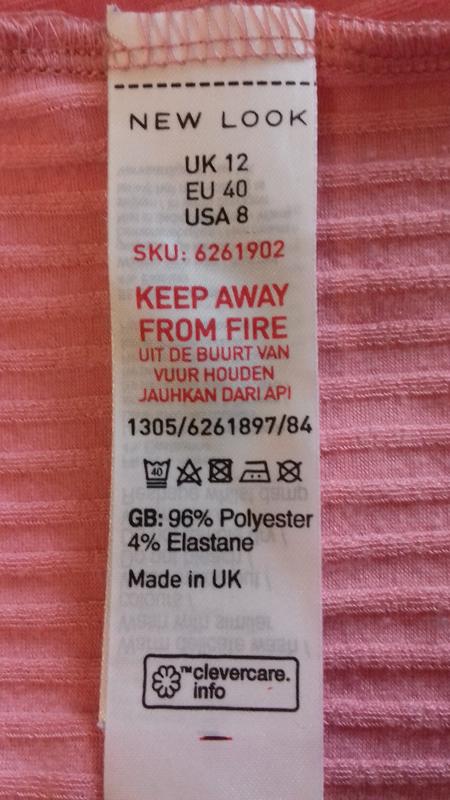 NEW LOOK
UK 12
EU 40
USA 8
SKU: 6261902
KEEP AWAY
FROM FIRE
UIT DE BUURT VAN
VUUR HOUDEN
JAUHKAN DARI API
1305/6261897/84
40
GB: 96% Polyester
4% Elastane
Made in UK
™clevercare.
info